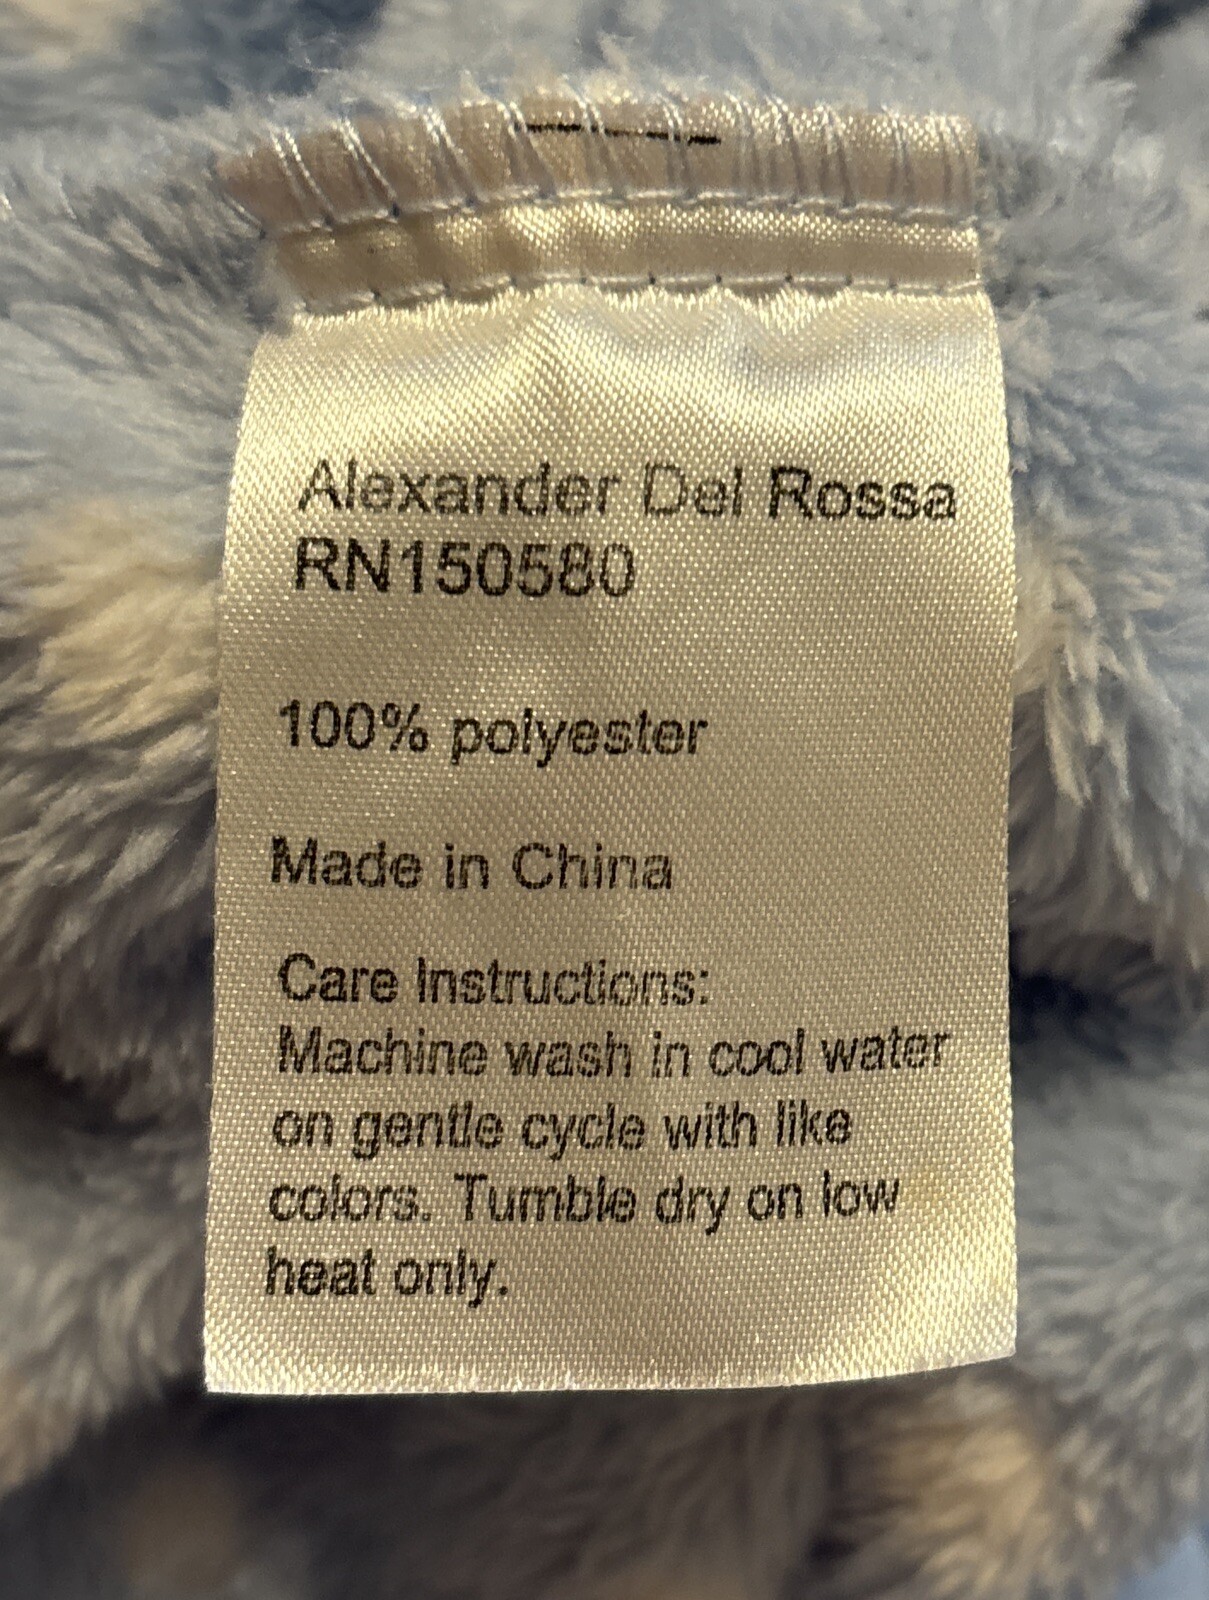 Alexander Del Rossa
RN150580
100% polyester
Made in China
Care Instructions:
Machine wash in cool water
on gentle cycle with like
colors. Tumble dry on low
heat only.